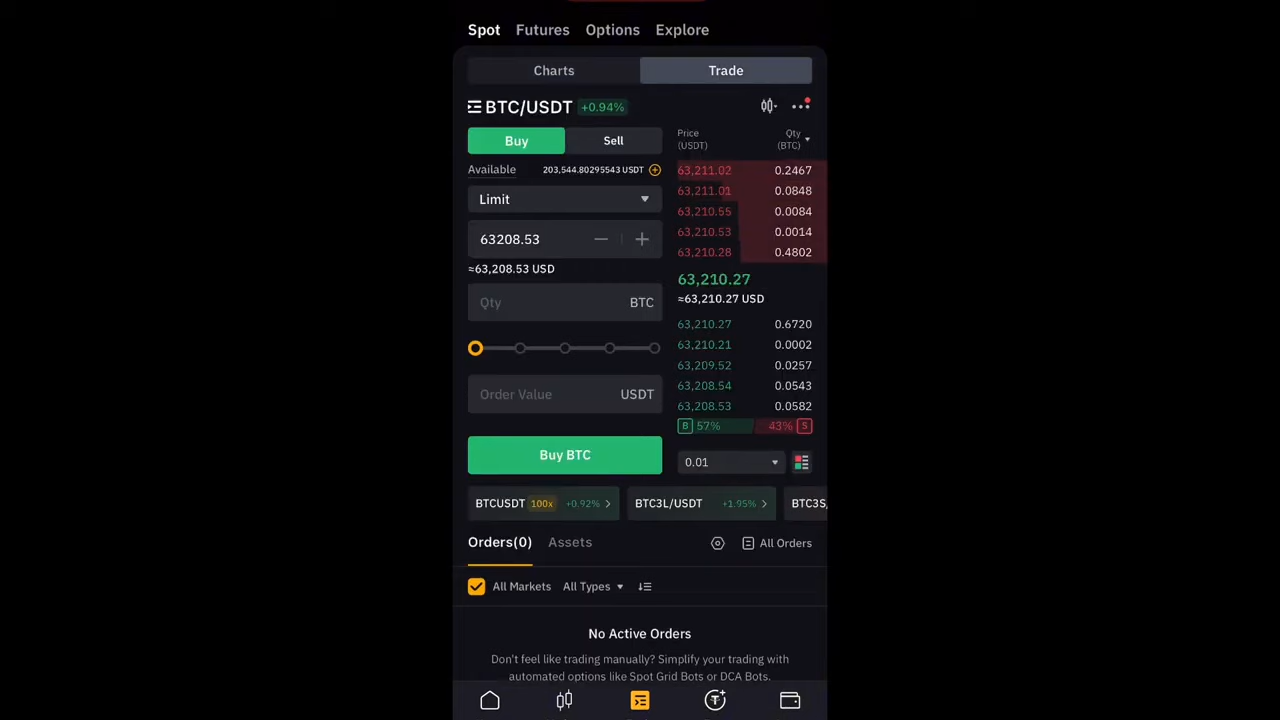 Spot Futures Options Explore
Charts Trade
BTC/USDT +0.94%
Buy Sell
Available 203,544.80295543 USDT
Limit
63208.53
≈63,208.53 USD
Qty BTC
Order Value USDT
Buy BTC
Price Qty
(USDT) (BTC)
63,211.02 0.2467
63,211.01 0.0848
63,210.55 0.0084
63,210.53 0.0014
63,210.28 0.4802
63,210.27
≈63,210.27 USD
63,210.27 0.6720
63,210.21 0.0002
63,209.52 0.0257
63,208.54 0.0543
63,208.53 0.0582
B 57% 43% S
0.01
BTCUSDT 100x +0.92% BTC3L/USDT +1.95% BTC3S/
Orders(0) Assets All Orders
All Markets All Types
No Active Orders
Don't feel like trading manually? Simplify your trading with
automated options like Spot Grid Bots or DCA Bots.